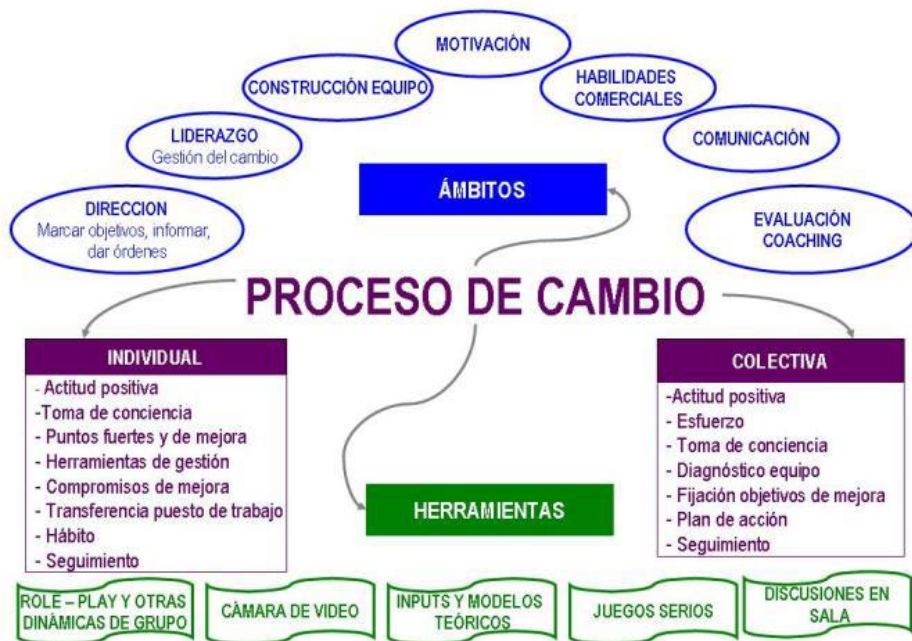 MOTIVACIÓN
CONSTRUCCIÓN EQUIPO
HABILIDADES
COMERCIALES
LIDERAZGO
Gestión del cambio
COMUNICACIÓN
DIRECCION
Marcar objetivos, informar,
dar órdenes
ÁMBITOS
EVALUACIÓN
COACHING
PROCESO DE CAMBIO
INDIVIDUAL
- Actitud positiva
-Toma de conciencia
- Puntos fuertes y de mejora
- Herramientas de gestión
- Compromisos de mejora
- Transferencia puesto de trabajo
- Hábito
- Seguimiento
COLECTIVA
-Actitud positiva
- Esfuerzo
- Toma de conciencia
- Diagnóstico equipo
- Fijación objetivos de mejora
- Plan de acción
- Seguimiento
HERRAMIENTAS
ROLE – PLAY Y OTRAS
DINÀMICAS DE GRUPO
CÀMARA DE VIDEO
INPUTS Y MODELOS
TEÓRICOS
JUEGOS SERIOS
DISCUSIONES EN
SALA